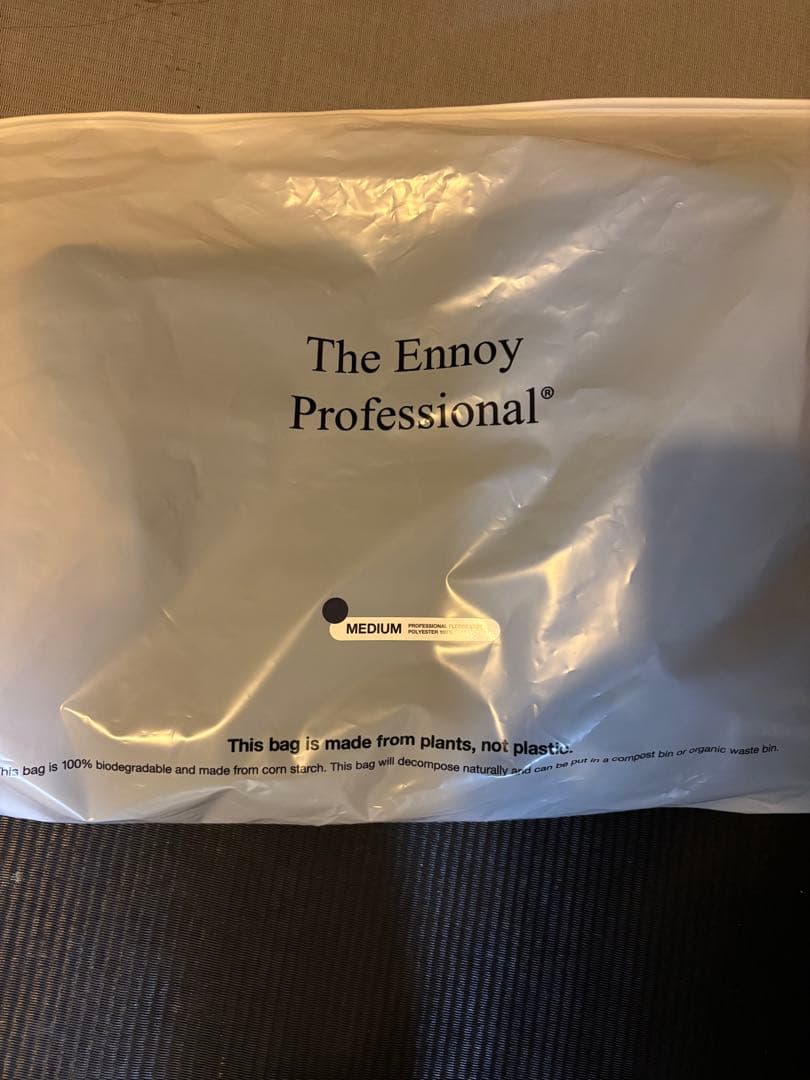 The Ennoy
Professional®
MEDIUM
PROFESSIONAL
POLYESTER
This bag is made from plants, not plastic.
his bag is 100% biodegradable and made from corn starch. This bag will decompose naturally and can be put in a compost bin or organic waste bin.